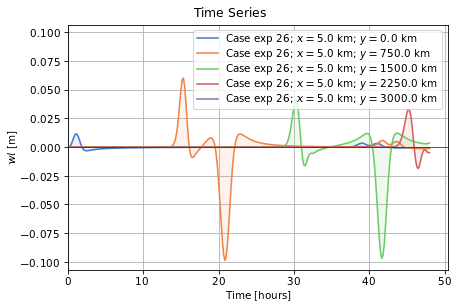 Time Series
Case exp 26; x = 5.0 km; y = 0.0 km
Case exp 26; x = 5.0 km; y = 750.0 km
Case exp 26; x = 5.0 km; y = 1500.0 km
Case exp 26; x = 5.0 km; y = 2250.0 km
Case exp 26; x = 5.0 km; y = 3000.0 km
wl [m]
0.100
0.075
0.050
0.025
0.000
−0.025
−0.050
−0.075
−0.100
0 10 20 30 40 50
Time [hours]